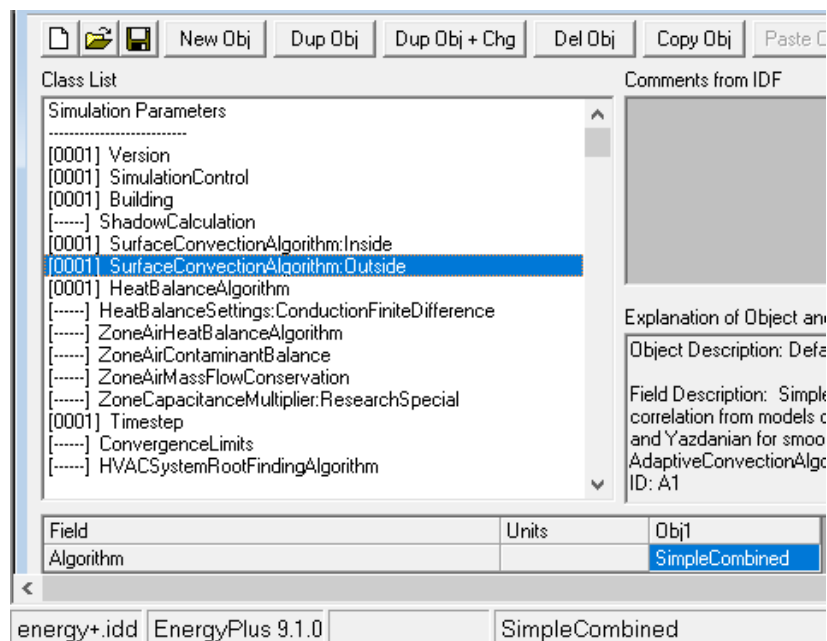 New Obj Dup Obj Dup Obj + Chg Del Obj Copy Obj Paste
Class List
Comments from IDF
Simulation Parameters
----------------------------
[0001] Version
[0001] SimulationControl
[0001] Building
[------] ShadowCalculation
[0001] SurfaceConvectionAlgorithm:Inside
[0001] SurfaceConvectionAlgorithm:Outside
[0001] HeatBalanceAlgorithm
[------] HeatBalanceSettings:ConductionFiniteDifference
[------] ZoneAirHeatBalanceAlgorithm
[------] ZoneAirContaminantBalance
[------] ZoneAirMassFlowConservation
[------] ZoneCapacitanceMultiplier:ResearchSpecial
[0001] Timestep
[------] ConvergenceLimits
[------] HVACSystemRootFindingAlgorithm
Explanation of Object and
Object Description: Defa
Field Description: Simple
correlation from models o
and Yazdanian for smoo
AdaptiveConvectionAlgo
ID: A1
Field Units Obj1
Algorithm SimpleCombined
energy+.idd EnergyPlus 9.1.0 SimpleCombined